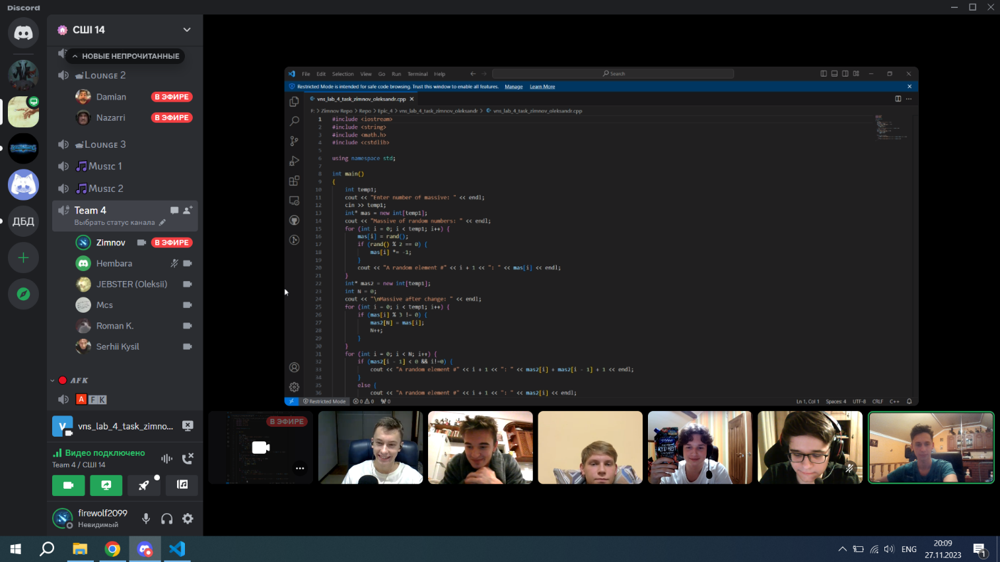 Discord
СШІ 14
НОВЫЕ НЕПРОЧИТАННЫЕ
Lounge 2
Damian
В ЭФИРЕ
Nazarri
В ЭФИРЕ
Lounge 3
Music 1
Music 2
Team 4
Выбрать статус канала
Zimnov
В ЭФИРЕ
Hembara
JEBSTER (Oleksii)
Mcs
Roman K.
Serhii Kysil
AFK
A F K
ДБД
vns_lab_4_task_zimno...
Видео подключено
Team 4 / СШІ 14
firewolf2099
Невидимый
File Edit Selection View Go Run Terminal Help
Search
Restricted Mode is intended for safe code browsing. Trust this window to enable all features. Manage Learn More
vns_lab_4_task_zimnov_oleksandr.cpp
F: > Zimnov Repo > Repo > Epic_4 > vns_lab_4_task_zimnov_oleksandr > vns_lab_4_task_zimnov_oleksandr.cpp
1 #include <iostream>
2 #include <string>
3 #include <math.h>
4 #include <cstdlib>
5
6 using namespace std;
7
8 int main()
9 {
10 int temp1;
11 cout << "Enter number of massive: " << endl;
12 cin >> temp1;
13 int* mas = new int[temp1];
14 cout << "Massive of random numbers: " << endl;
15 for (int i = 0; i < temp1; i++) {
16 mas[i] = rand();
17 if (rand() % 2 == 0) {
18 mas[i] *= -1;
19 }
20 cout << "A random element #" << i + 1 << ": " << mas[i] << endl;
21 }
22 int* mas2 = new int[temp1];
23 int N = 0;
24 cout << "\nMassive after change: " << endl;
25 for (int i = 0; i < temp1; i++) {
26 if (mas[i] % 3 != 0) {
27 mas2[N] = mas[i];
28 N++;
29 }
30 }
31 for (int i = 0; i < N; i++) {
32 if (mas2[i - 1] < 0 && i!=0) {
33 cout << "A random element #" << i + 1 << ": " << mas2[i] + mas2[i - 1] + 1 << endl;
34 }
35 else {
36 cout << "A random element #" << i + 1 << ": " << mas2[i] << endl;
Restricted Mode
0 0
0
Ln 1, Col 1 Spaces: 4 UTF-8 CRLF C++
В ЭФИРЕ
RED HOT
ENG
20:09
27.11.2023
1